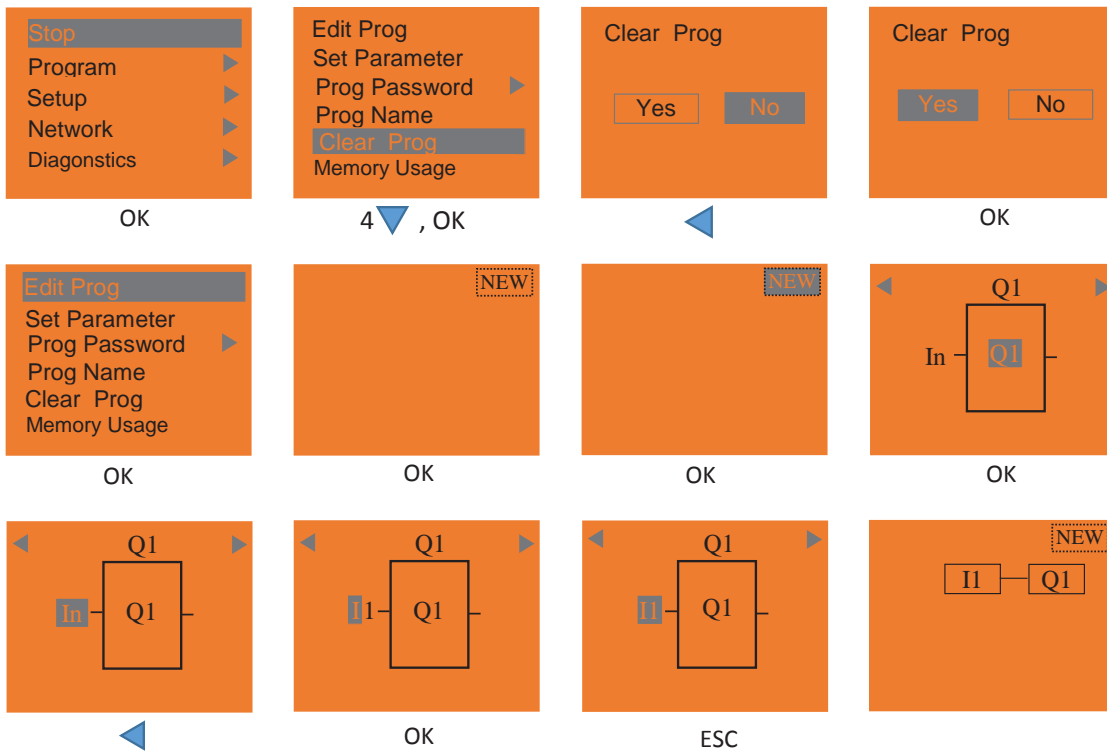 Stop
Program
Setup
Network
Diagonstics
OK
Edit Prog
Set Parameter
Prog Password
Prog Name
Clear Prog
Memory Usage
4 , OK
Clear Prog
Yes No
Clear Prog
Yes No
OK
Edit Prog
Set Parameter
Prog Password
Prog Name
Clear Prog
Memory Usage
OK
NEW
OK
NEW
OK
Q1
In Q1
OK
Q1
In Q1
Q1
I1 Q1
OK
Q1
I1 Q1
ESC
NEW
I1 Q1